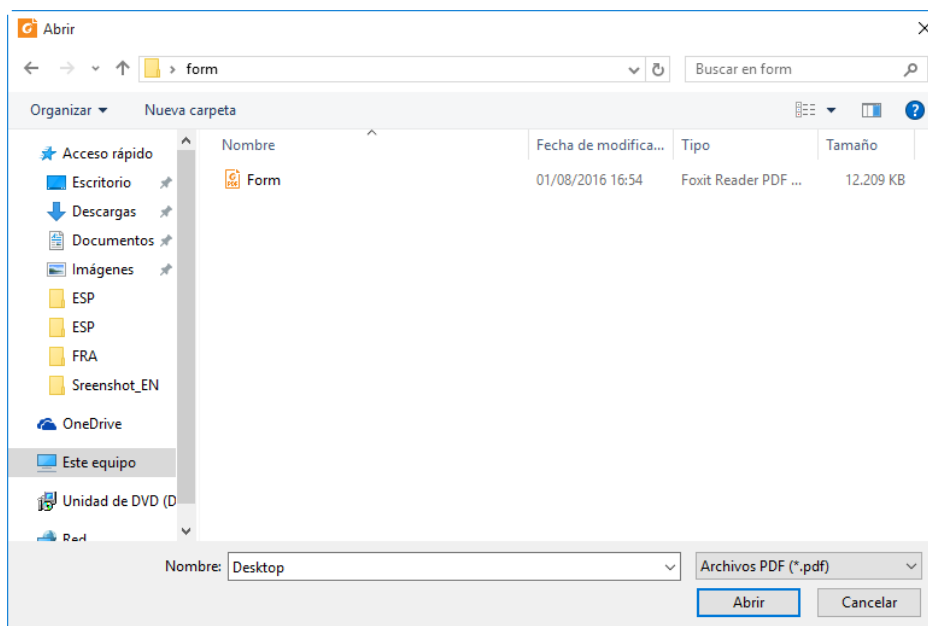 Abrir
form
Buscar en form
Organizar Nueva carpeta
Acceso rápido
Escritorio
Descargas
Documentos
Imágenes
ESP
ESP
FRA
Sreenshot_EN
OneDrive
Este equipo
Unidad de DVD (D
Red
Nombre Fecha de modifica... Tipo Tamaño
Form 01/08/2016 16:54 Foxit Reader PDF ... 12.209 KB
Nombre: Desktop Archivos PDF (*.pdf)
Abrir Cancelar